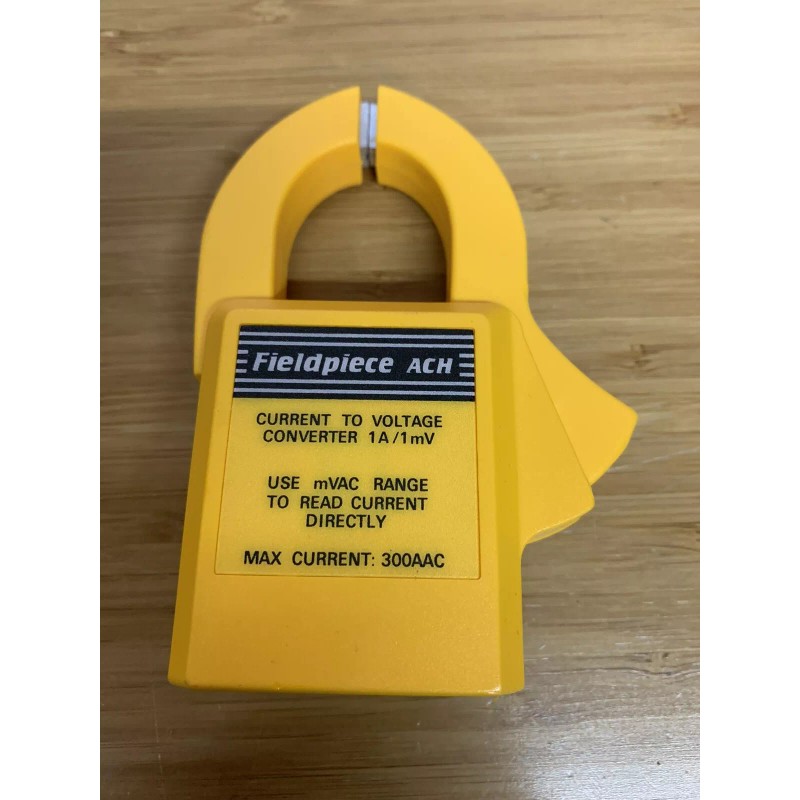 Fieldpiece ACH
CURRENT TO VOLTAGE
CONVERTER 1A/1mV
USE mVAC RANGE
TO READ CURRENT
DIRECTLY
MAX CURRENT: 300AAC